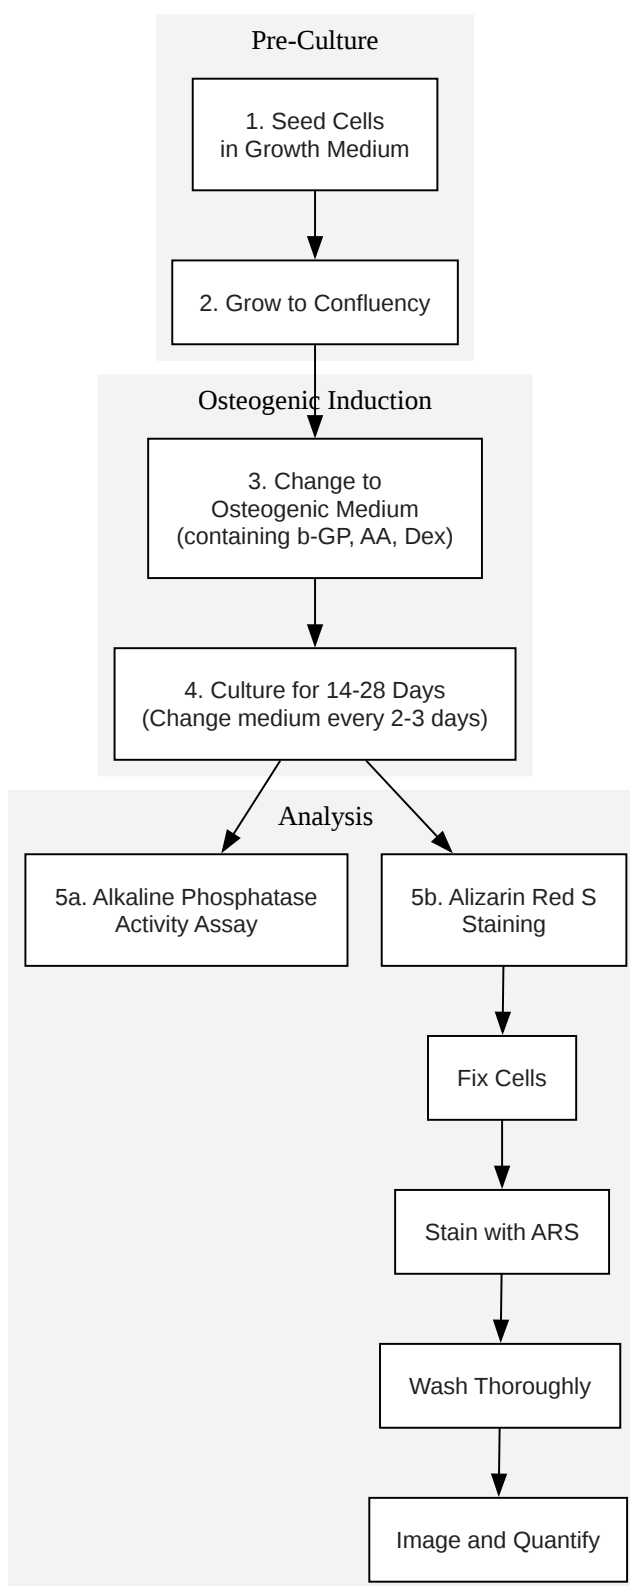 Pre-Culture
1. Seed Cells
in Growth Medium
2. Grow to Confluency
Osteogenic Induction
3. Change to
Osteogenic Medium
(containing b-GP, AA, Dex)
4. Culture for 14-28 Days
(Change medium every 2-3 days)
Analysis
5a. Alkaline Phosphatase
Activity Assay
5b. Alizarin Red S
Staining
Fix Cells
Stain with ARS
Wash Thoroughly
Image and Quantify